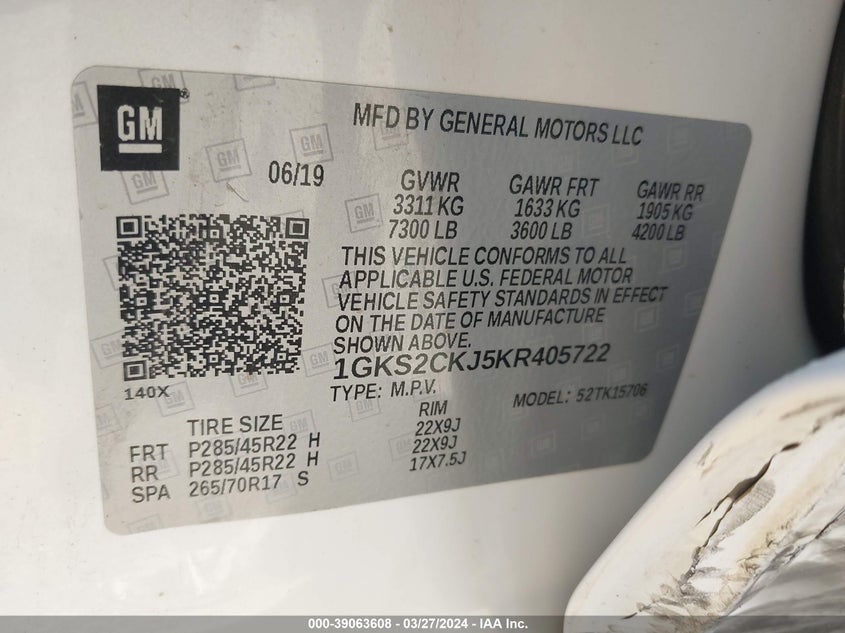 GM
MFD BY GENERAL MOTORS LLC
06/19
GVWR GAWR FRT GAWR RR
3311 KG 1633 KG 1905 KG
7300 LB 3600 LB 4200 LB
THIS VEHICLE CONFORMS TO ALL
APPLICABLE U.S. FEDERAL MOTOR
VEHICLE SAFETY STANDARDS IN EFFECT
ON THE DATE OF MANUFACTURE
SHOWN ABOVE.
1GKS2CKJ5KR405722
140X
TYPE: M.P.V. MODEL: 52TK15706
TIRE SIZE RIM
FRT P285/45R22 H 22X9J
RR P285/45R22 H 22X9J
SPA 265/70R17 S 17X7.5J
000-39063608 - 03/27/2024 - IAA Inc.